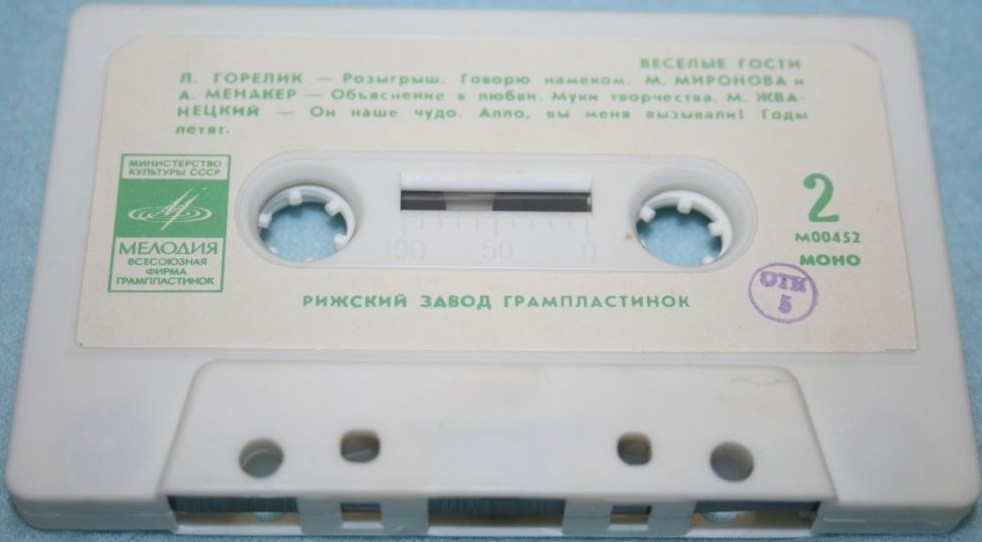 ВЕСЕЛЫЕ ГОСТИ
Л. ГОРЕЛИК — Розыгрыш. Говорю намеком. М. МИРОНОВА и
А. МЕНАКЕР — Объяснение в любви. Муки творчества. М. ЖВА-
НЕЦКИЙ — Он наше чудо. Алло, вы меня вызывали? Годы
летят.
МИНИСТЕРСТВО
КУЛЬТУРЫ СССР
МЕЛОДИЯ
ВСЕСОЮЗНАЯ
ФИРМА
ГРАМПЛАСТИНОК
100 50 0
2
М00452
МОНО
РИЖСКИЙ ЗАВОД ГРАМПЛАСТИНОК
ОТК
5